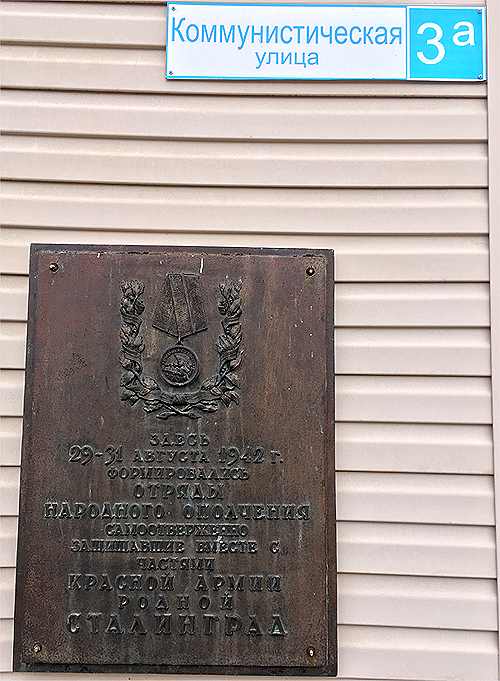 Коммунистическая
улица
3а
ЗДЕСЬ
29-31 АВГУСТА 1942 Г.
ФОРМИРОВАЛИСЬ
ОТРЯДЫ
НАРОДНОГО ОПОЛЧЕНИЯ
САМООТВЕРЖЕННО
ЗАЩИЩАВШИЕ ВМЕСТЕ С
ЧАСТЯМИ
КРАСНОЙ АРМИИ
РОДНОЙ
СТАЛИНГРАД